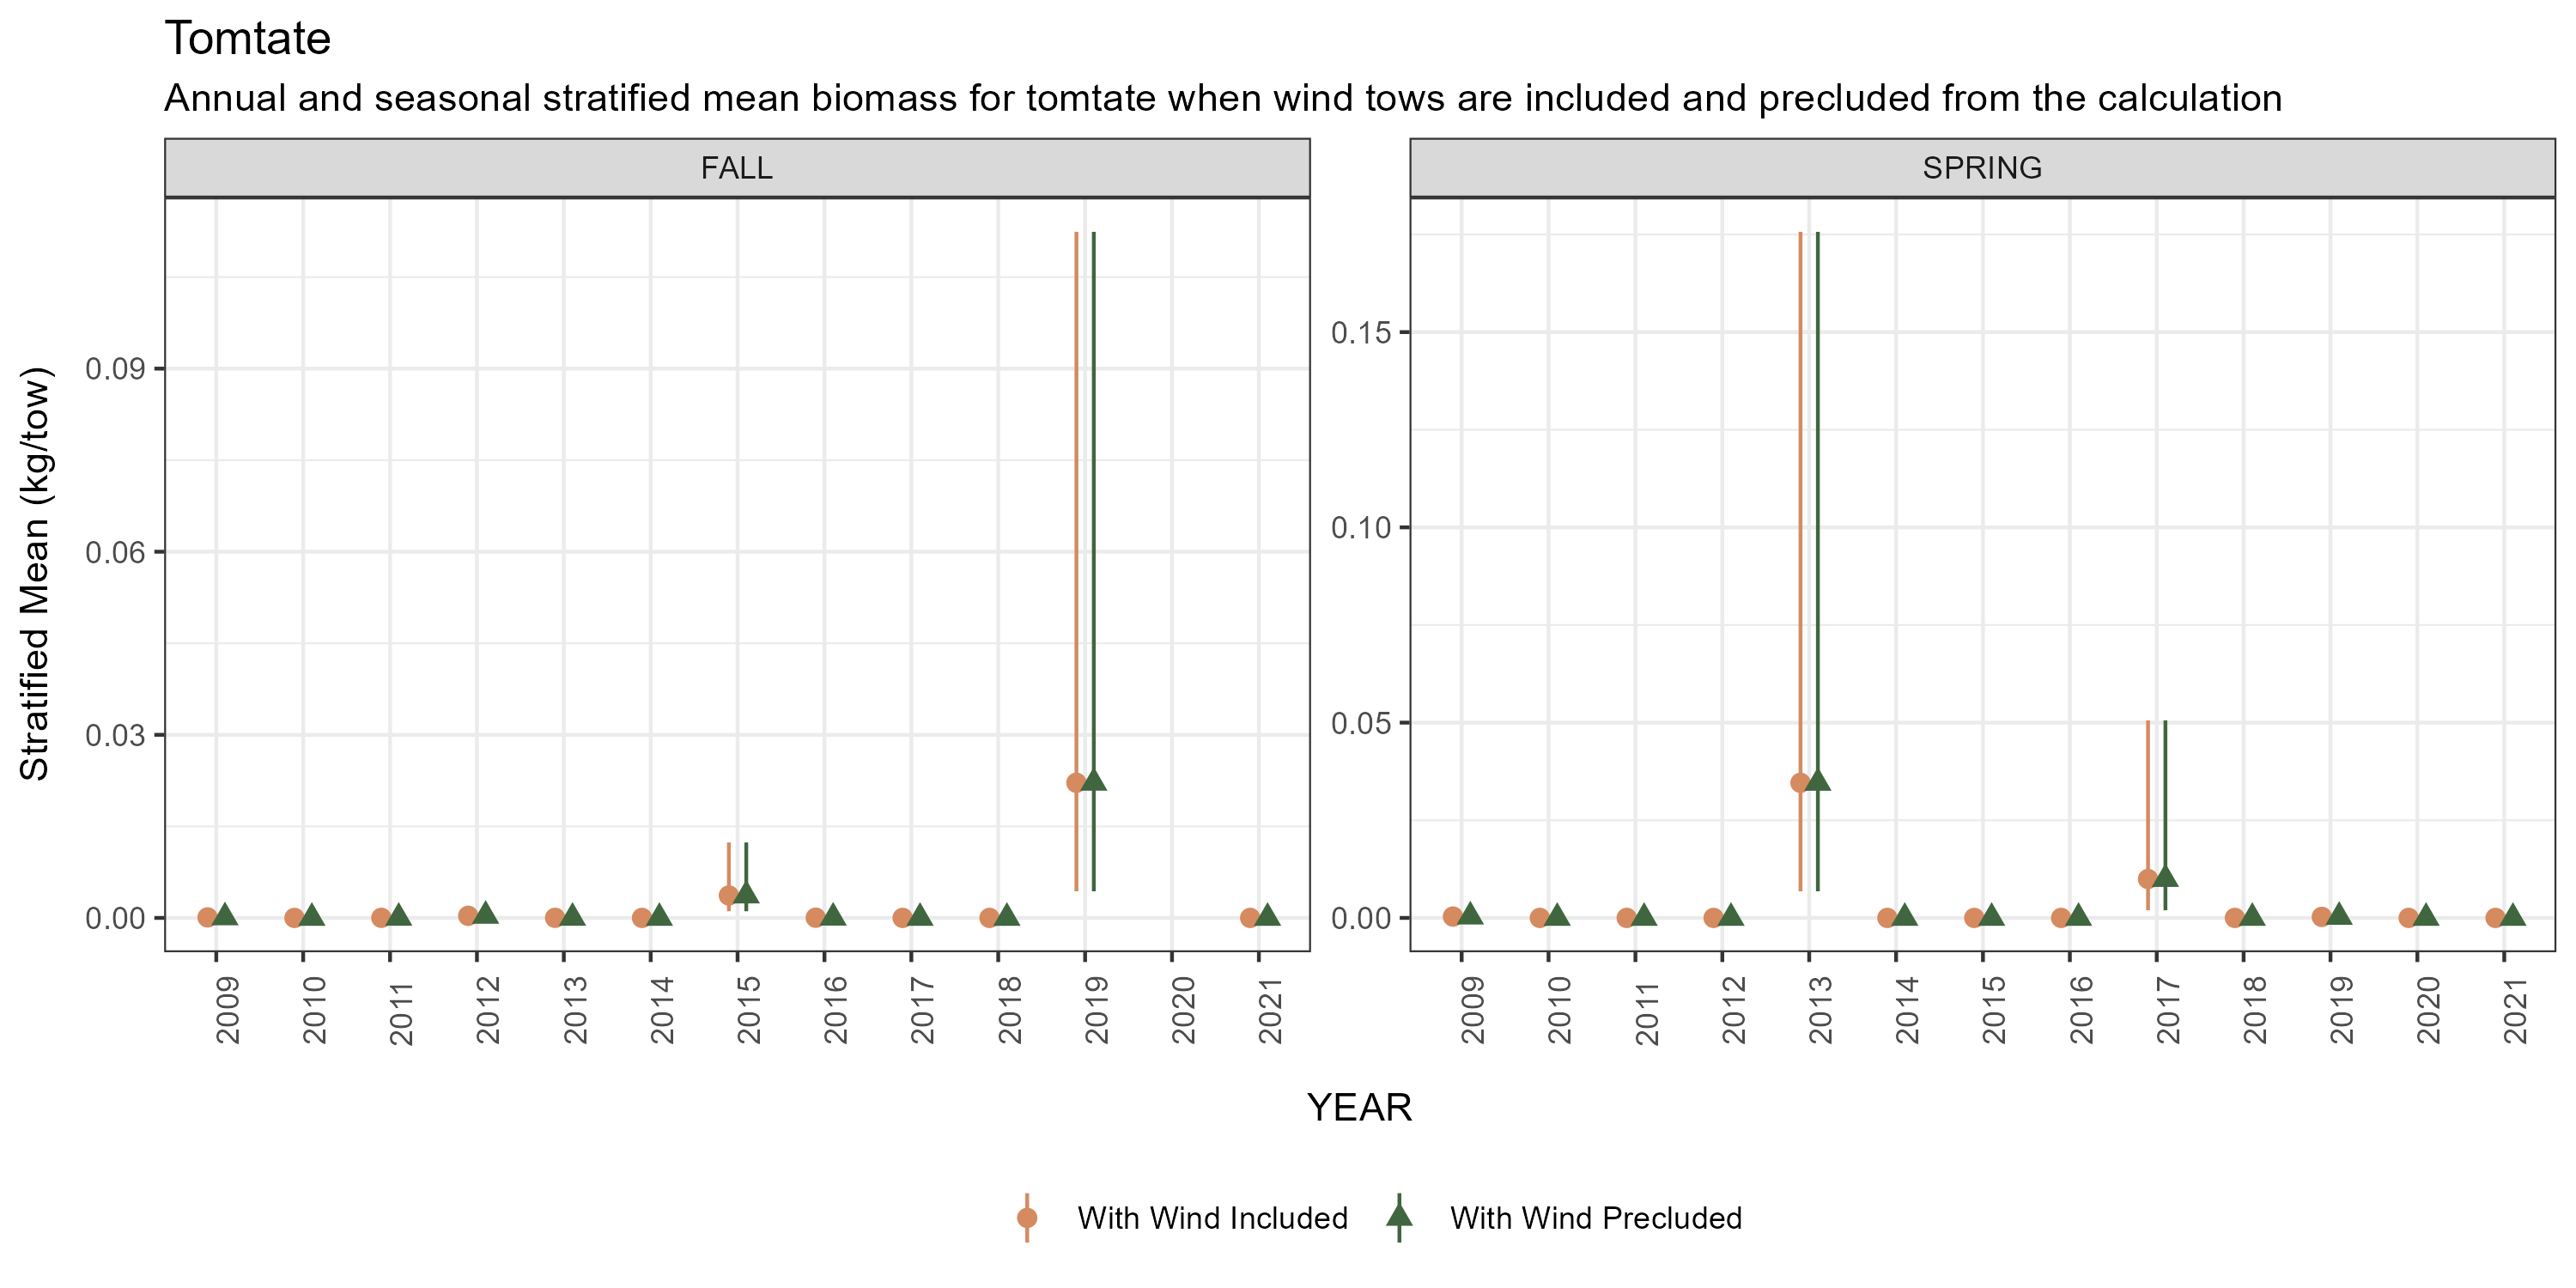 Tomtate
Annual and seasonal stratified mean biomass for tomtate when wind tows are included and precluded from the calculation
FALL
SPRING
Stratified Mean (kg/tow)
0.09
0.06
0.03
0.00
0.15
0.10
0.05
0.00
2009 2010 2011 2012 2013 2014 2015 2016 2017 2018 2019 2020 2021
2009 2010 2011 2012 2013 2014 2015 2016 2017 2018 2019 2020 2021
YEAR
With Wind Included
With Wind Precluded